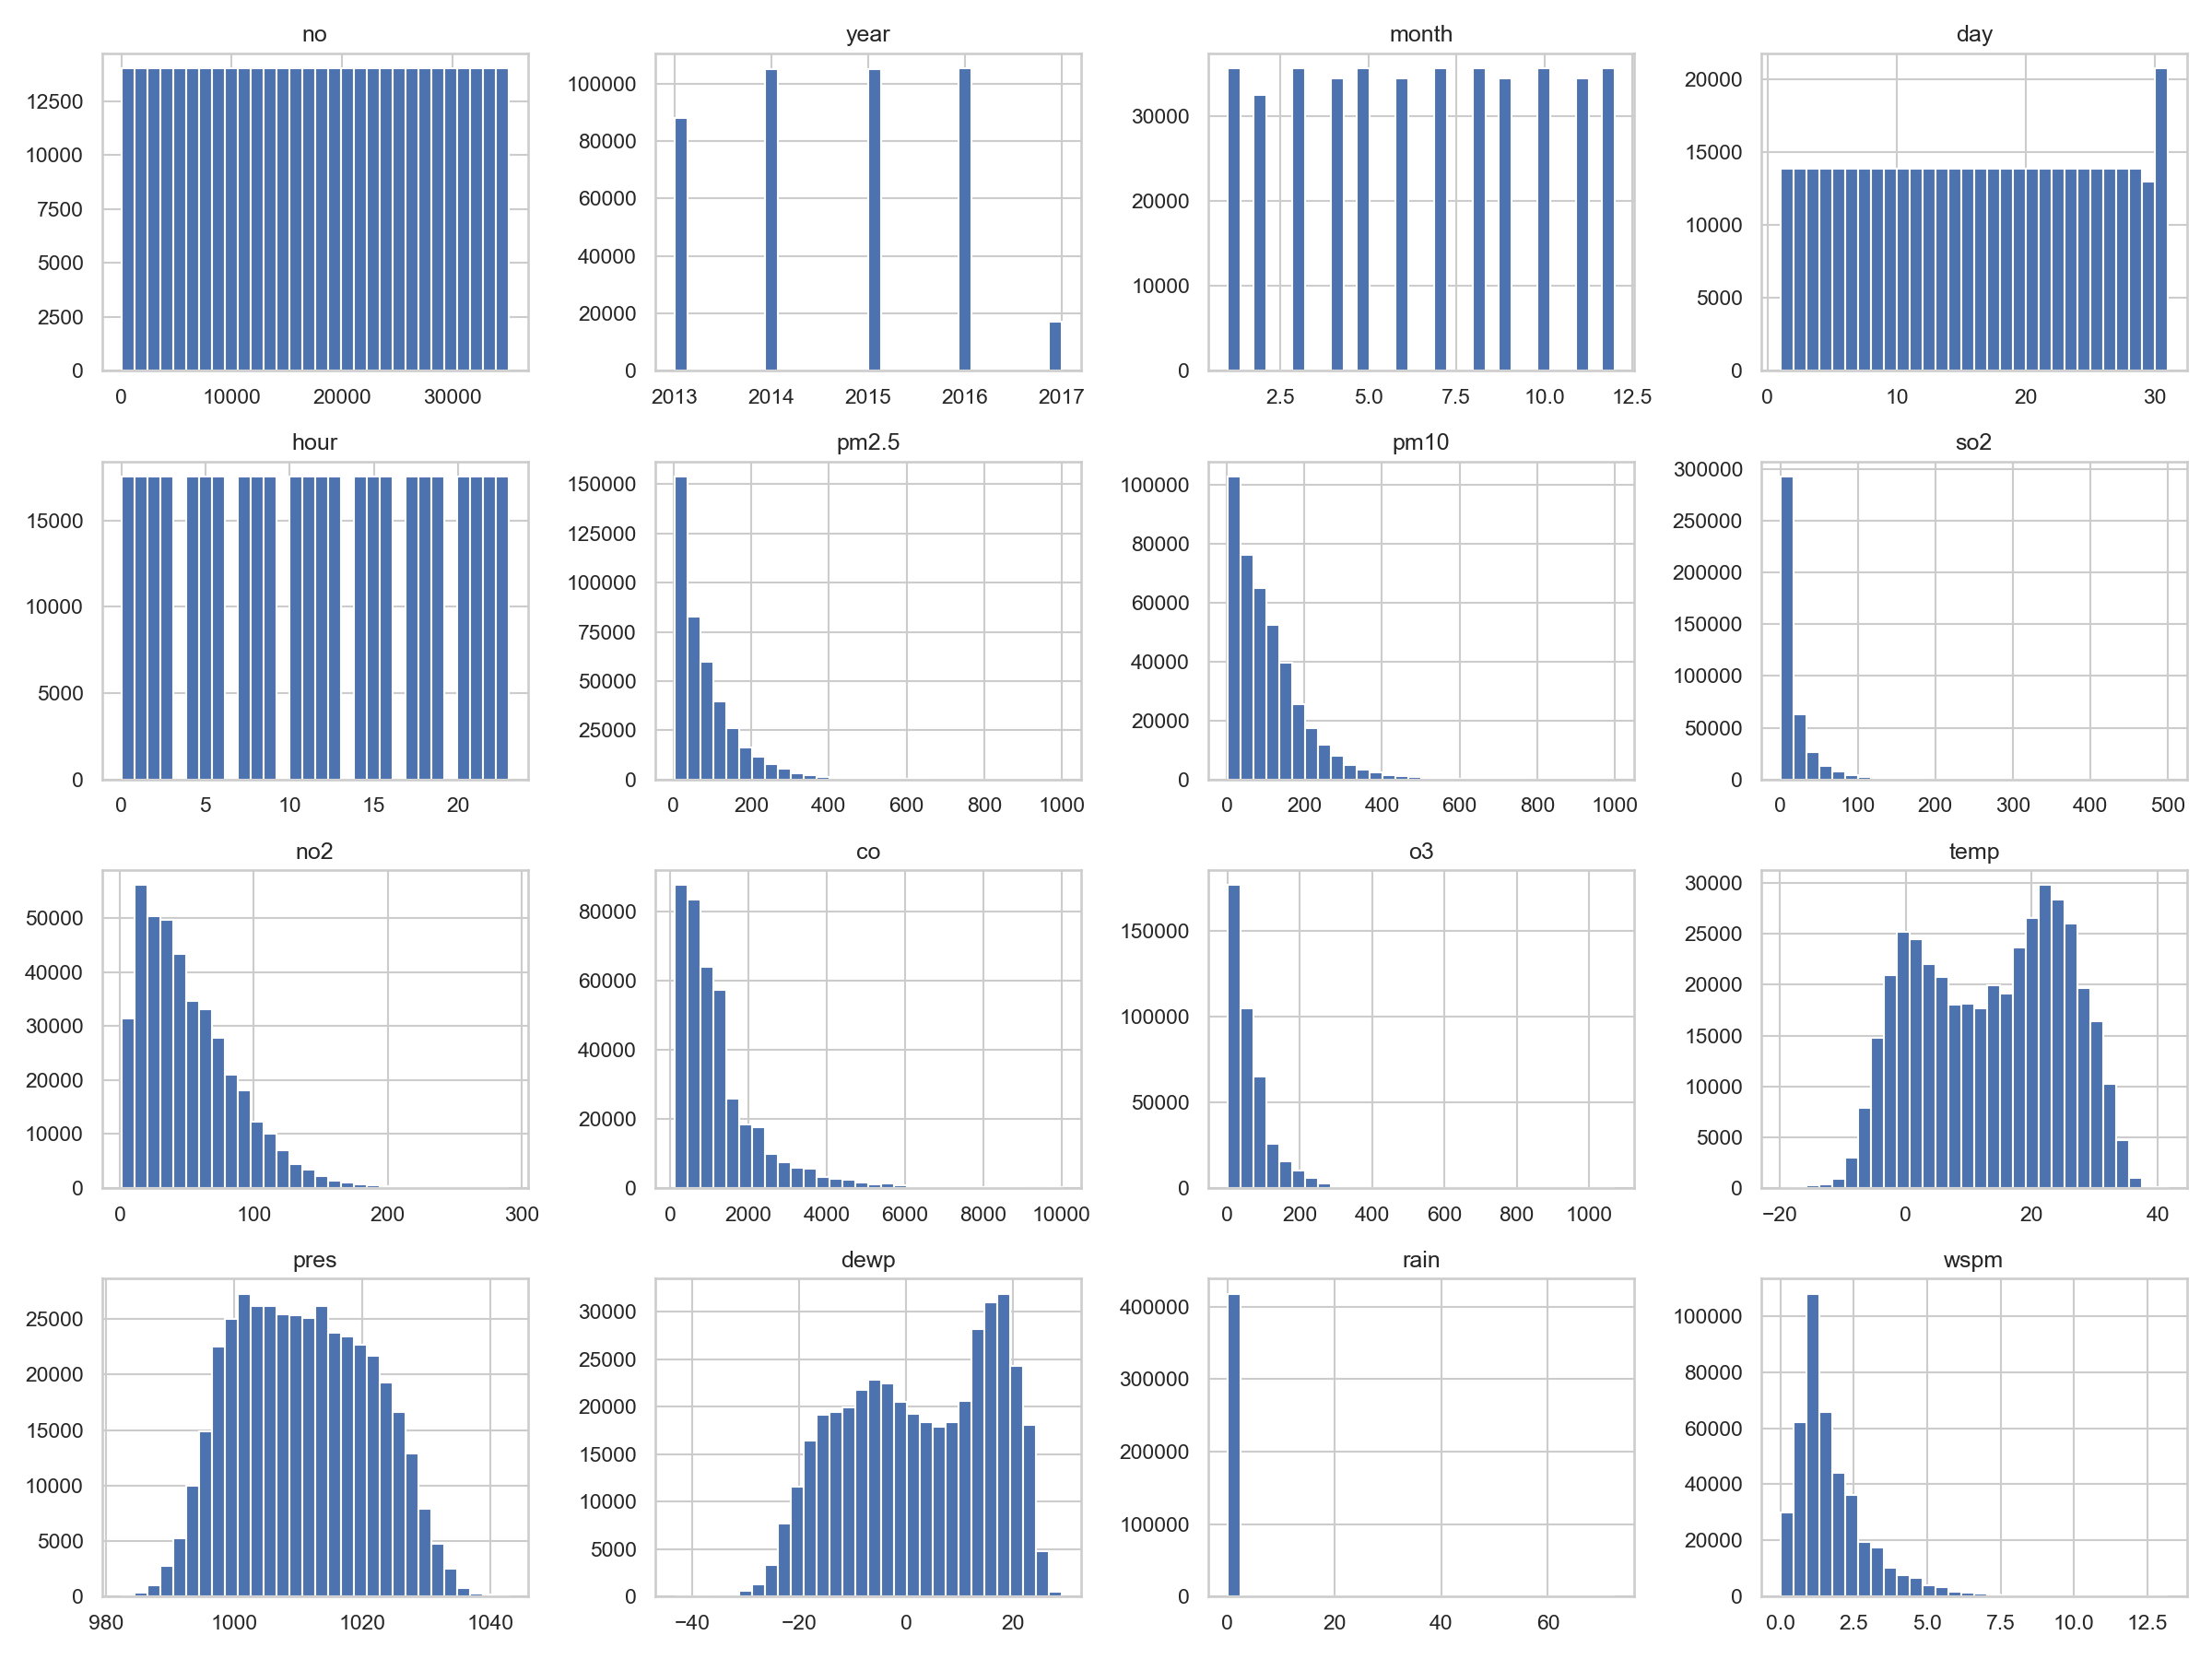 no
year
month
day
12500
10000
7500
5000
2500
0
0 10000 20000 30000
100000
80000
60000
40000
20000
0
2013 2014 2015 2016 2017
30000
20000
10000
0
2.5 5.0 7.5 10.0 12.5
20000
15000
10000
5000
0
0 10 20 30
hour
pm2.5
pm10
so2
15000
10000
5000
0
0 5 10 15 20
150000
125000
100000
75000
50000
25000
0
0 200 400 600 800 1000
100000
80000
60000
40000
20000
0
0 200 400 600 800 1000
300000
250000
200000
150000
100000
50000
0
0 100 200 300 400 500
no2
co
o3
temp
50000
40000
30000
20000
10000
0
0 100 200 300
80000
60000
40000
20000
0
0 2000 4000 6000 8000 10000
150000
100000
50000
0
0 200 400 600 800 1000
30000
25000
20000
15000
10000
5000
0
−20 0 20 40
pres
dewp
rain
wspm
25000
20000
15000
10000
5000
0
980 1000 1020 1040
30000
25000
20000
15000
10000
5000
0
−40 −20 0 20
400000
300000
200000
100000
0
0 20 40 60
100000
80000
60000
40000
20000
0
0.0 2.5 5.0 7.5 10.0 12.5